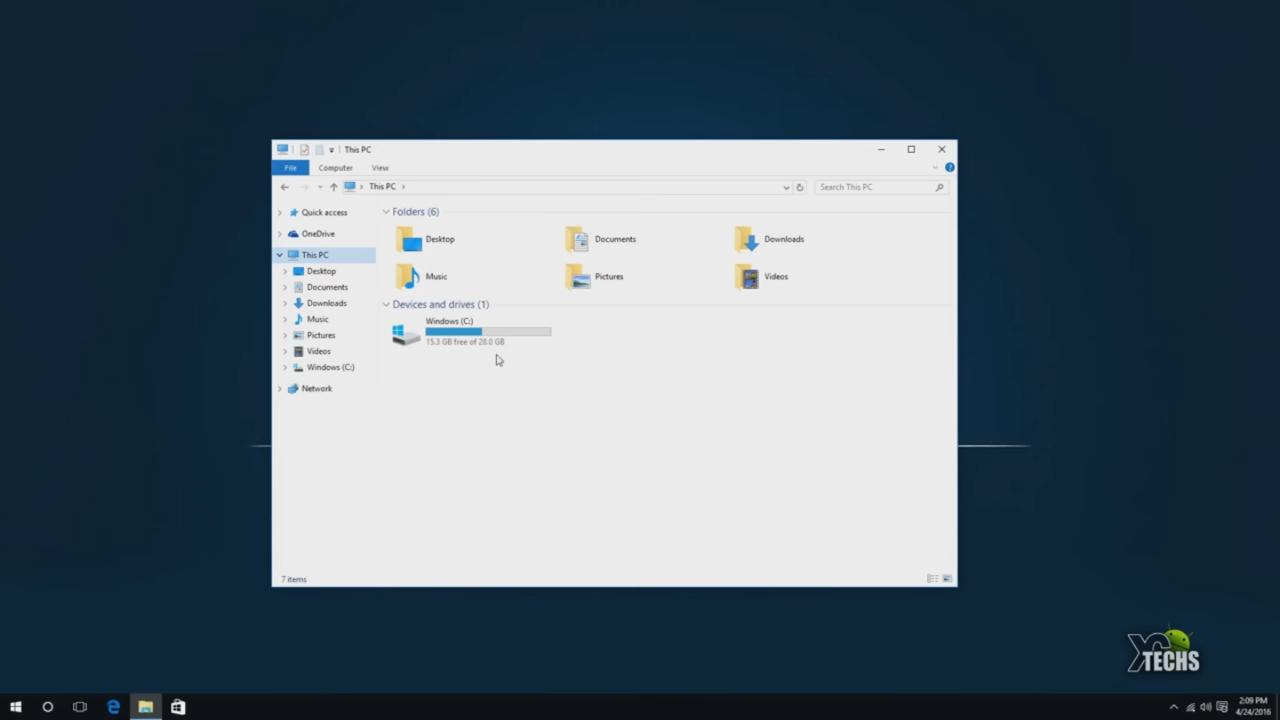 This PC
File Computer View
This PC
Search This PC
Quick access
OneDrive
This PC
Desktop
Documents
Downloads
Music
Pictures
Videos
Windows (C:)
Network
Folders (6)
Desktop Documents Downloads
Music Pictures Videos
Devices and drives (1)
Windows (C:)
15.3 GB free of 28.0 GB
7 items
TECHS
2:09 PM
4/24/2016